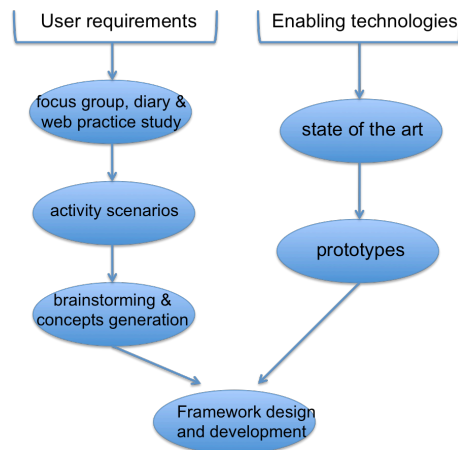 User requirements
Enabling technologies
focus group, diary &
web practice study
state of the art
activity scenarios
prototypes
brainstorming &
concepts generation
Framework design
and development